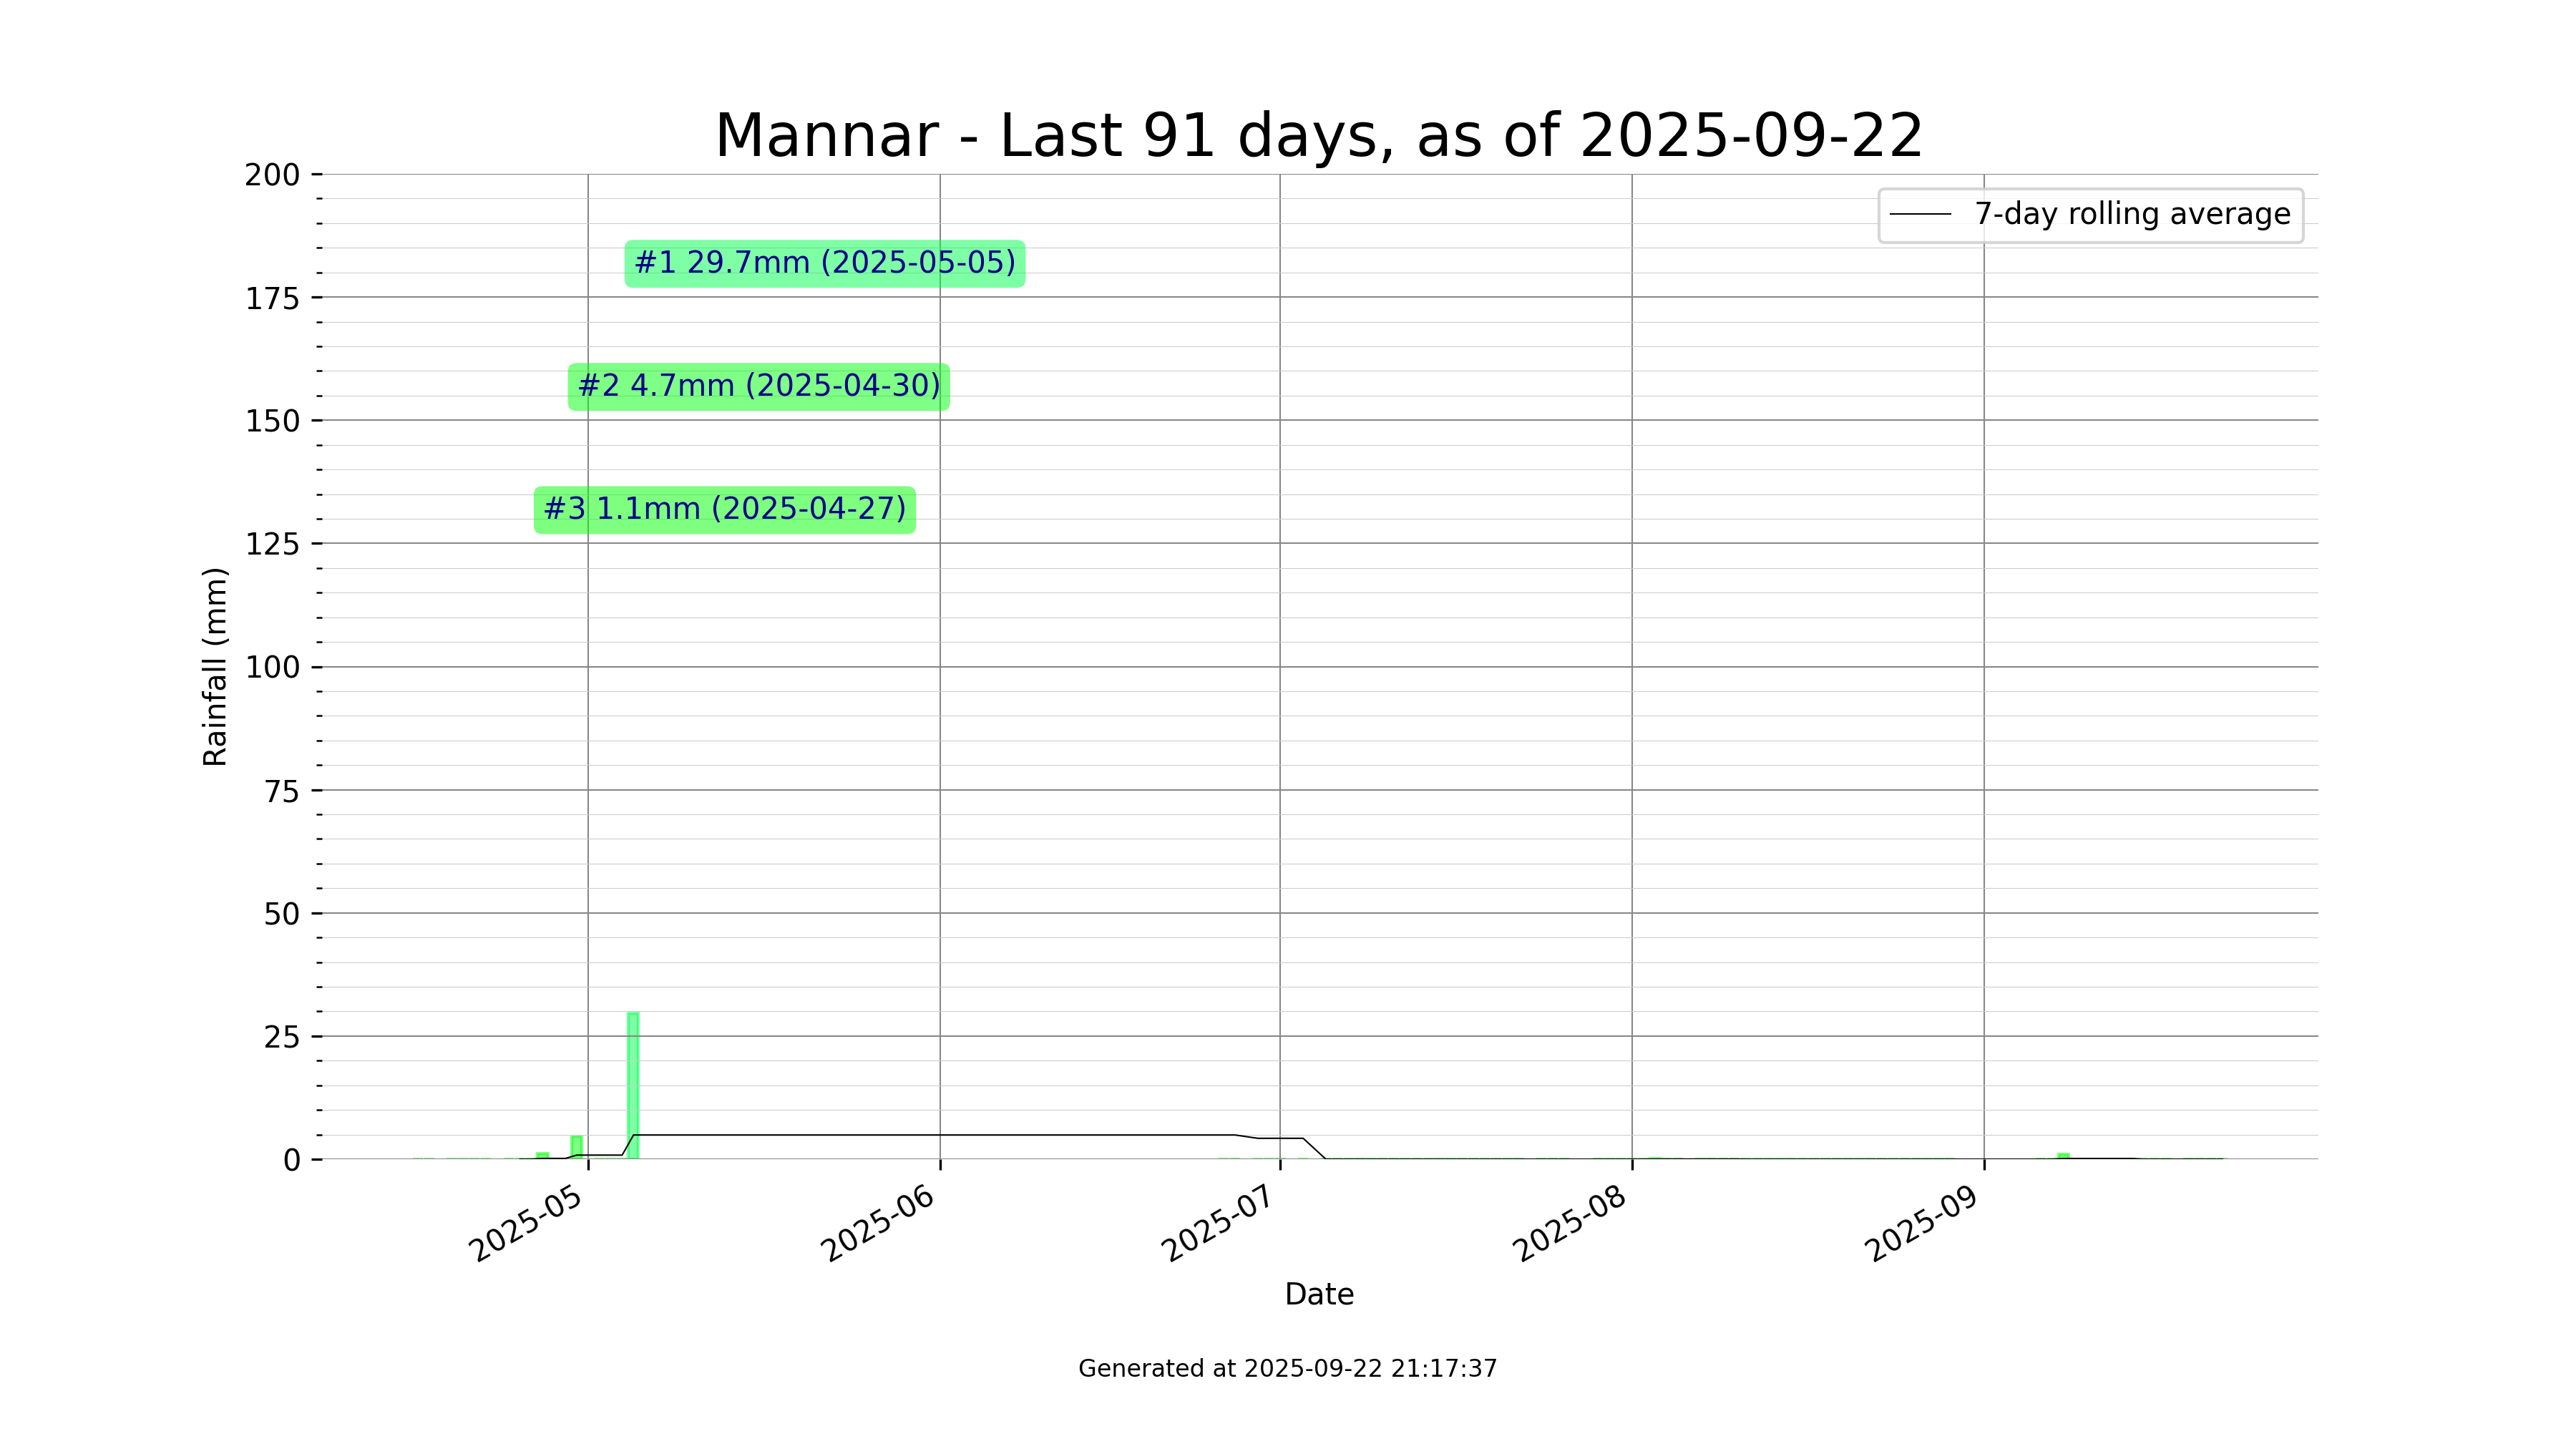 Mannar - Last 91 days, as of 2025-09-22
7-day rolling average
#1 29.7mm (2025-05-05)
#2 4.7mm (2025-04-30)
#3 1.1mm (2025-04-27)
Rainfall (mm)
200
175
150
125
100
75
50
25
0
2025-05
2025-06
2025-07
2025-08
2025-09
Date
Generated at 2025-09-22 21:17:37